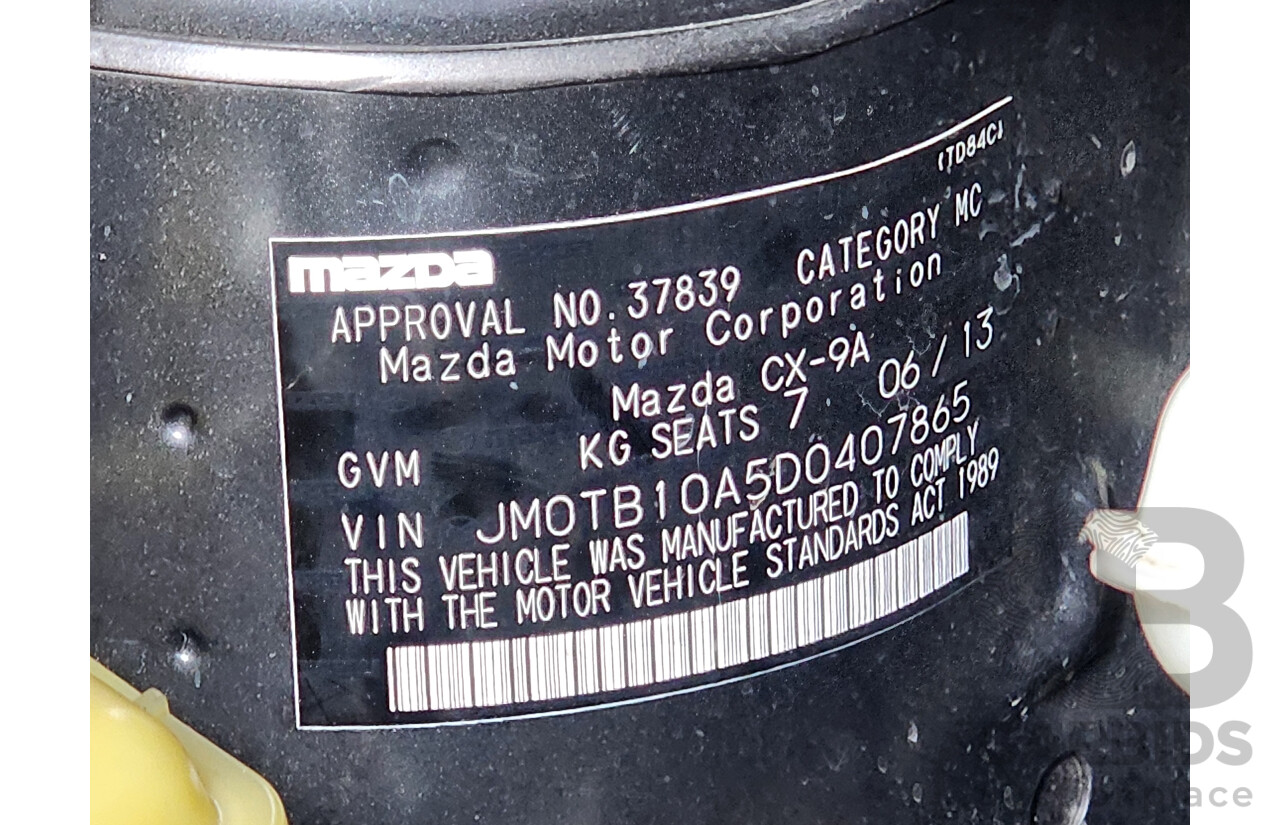 (TD84C)
mazda
APPROVAL NO.37839 CATEGORY MC
Mazda Motor Corporation
Mazda CX-9A
GVM KG SEATS 7 06/13
VIN JM0TB10A5D0407865
THIS VEHICLE WAS MANUFACTURED TO COMPLY
WITH THE MOTOR VEHICLE STANDARDS ACT 1989